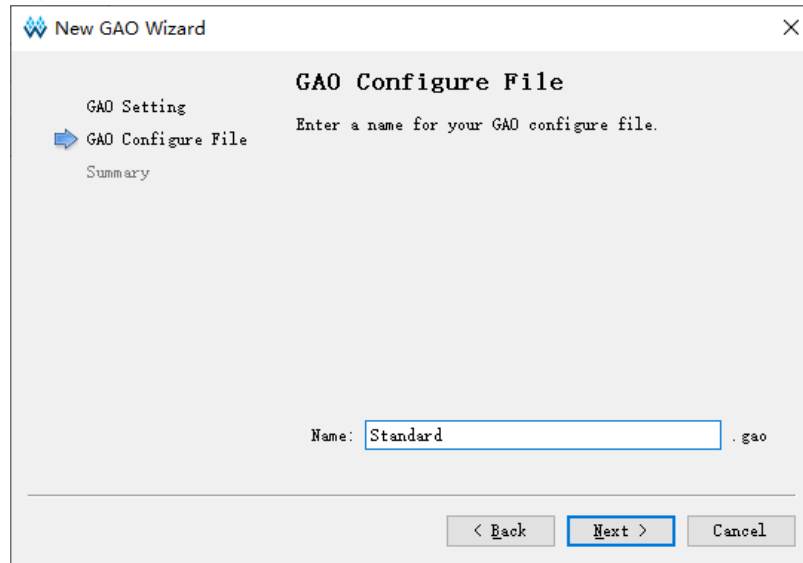 New GAO Wizard
GAO Setting
GAO Configure File
Summary
GAO Configure File
Enter a name for your GAO configure file.
Name: Standard .gao
< Back Next > Cancel